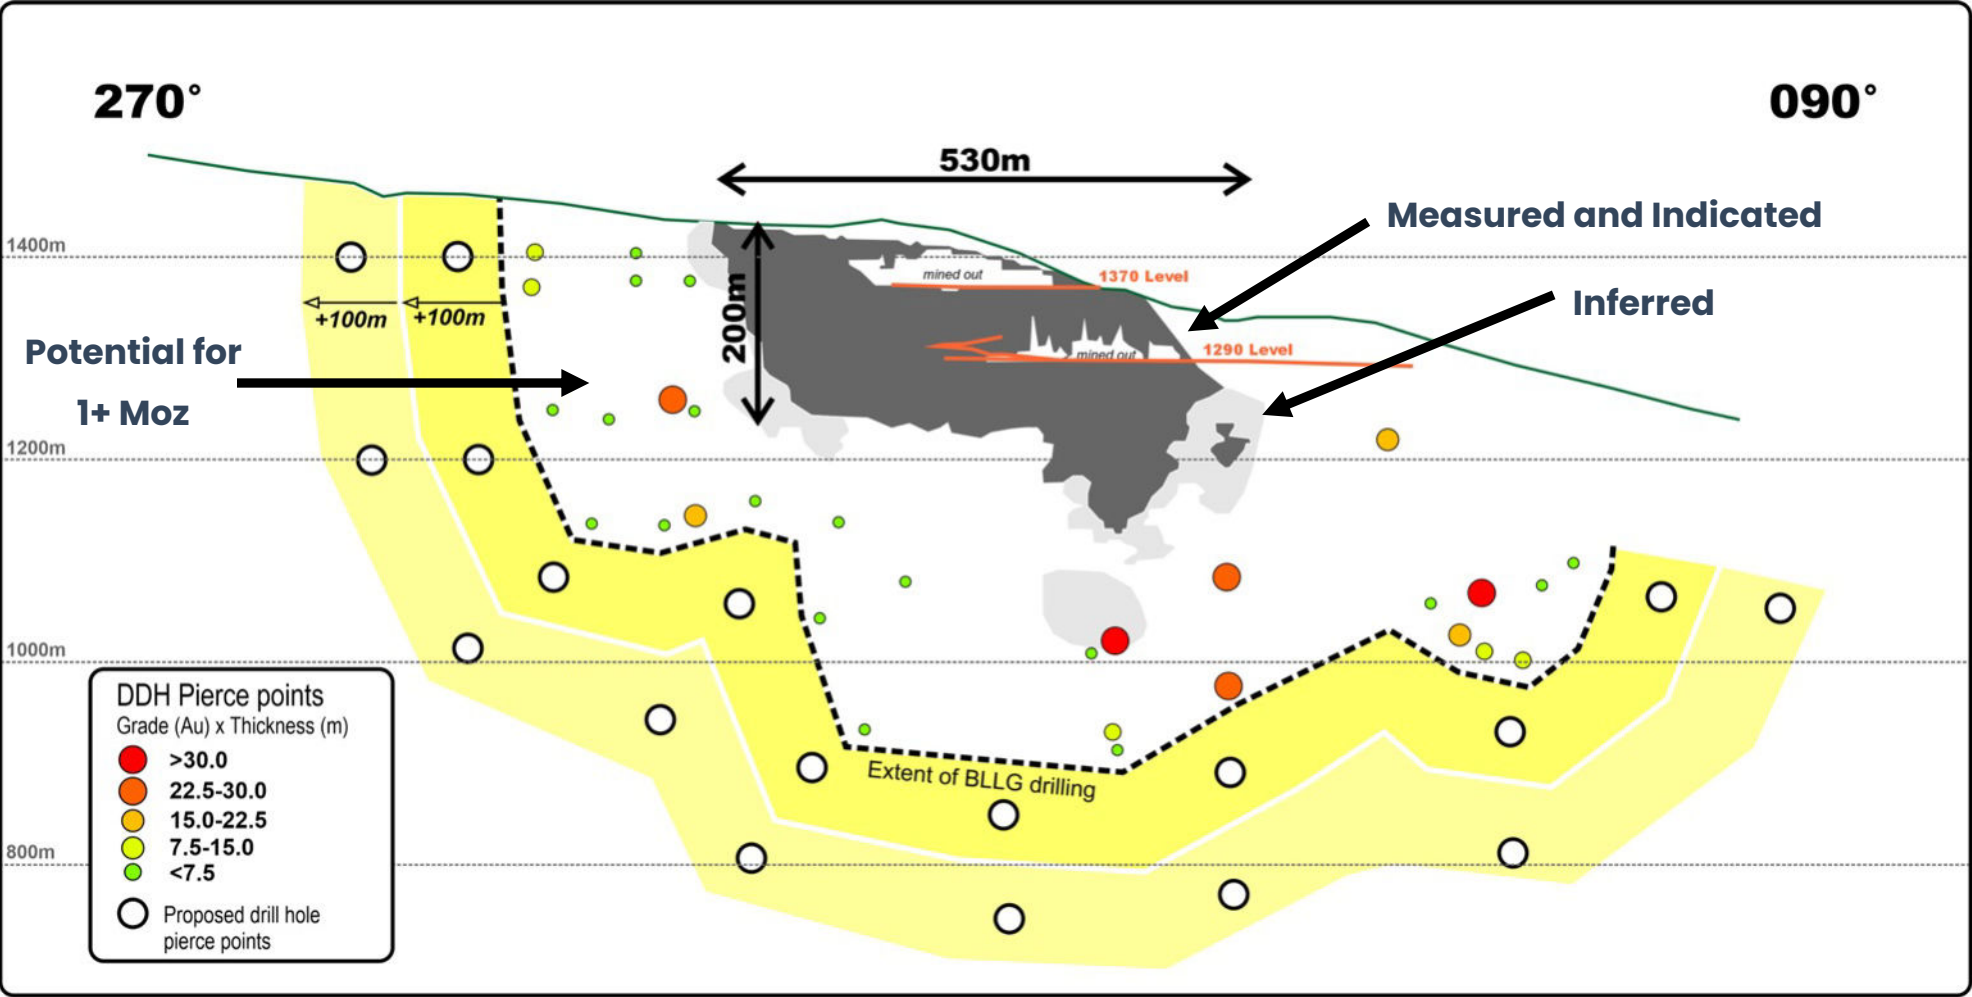 270°
090°
530m
Measured and Indicated
1400m
mined out
1370 Level
200m
Inferred
+100m
+100m
Potential for
1+ Moz
mined out
1290 Level
1200m
1000m
Extent of BLLG drilling
800m
DDH Pierce points
Grade (Au) x Thickness (m)
>30.0
22.5-30.0
15.0-22.5
7.5-15.0
<7.5
Proposed drill hole
pierce points